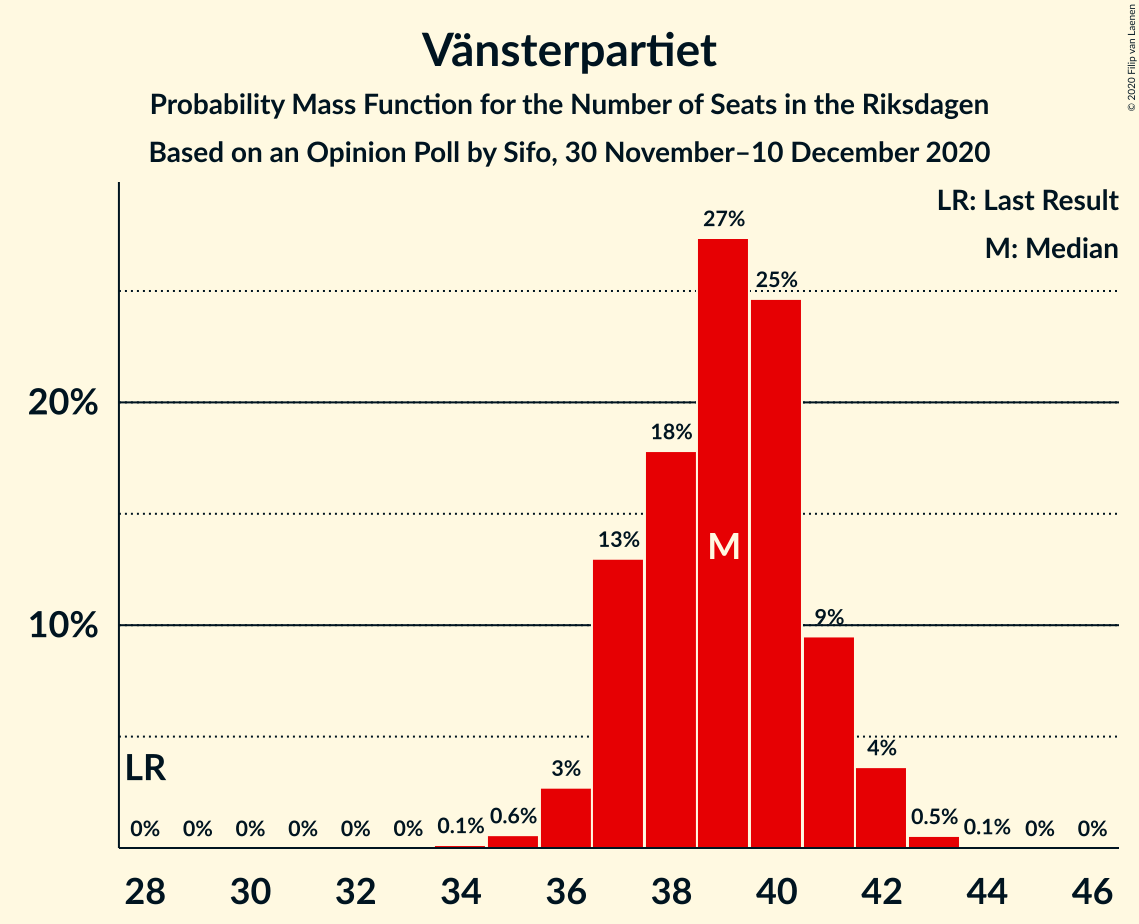 Vänsterpartiet
Probability Mass Function for the Number of Seats in the Riksdagen
Based on an Opinion Poll by Sifo, 30 November–10 December 2020
© 2020 Filip van Laenen
LR: Last Result
M: Median
27%
25%
20%
18%
13%
M
10%
9%
4%
LR
3%
0% 0% 0% 0% 0% 0% 0.1% 0.6% 0.5% 0.1% 0% 0%
28 30 32 34 36 38 40 42 44 46